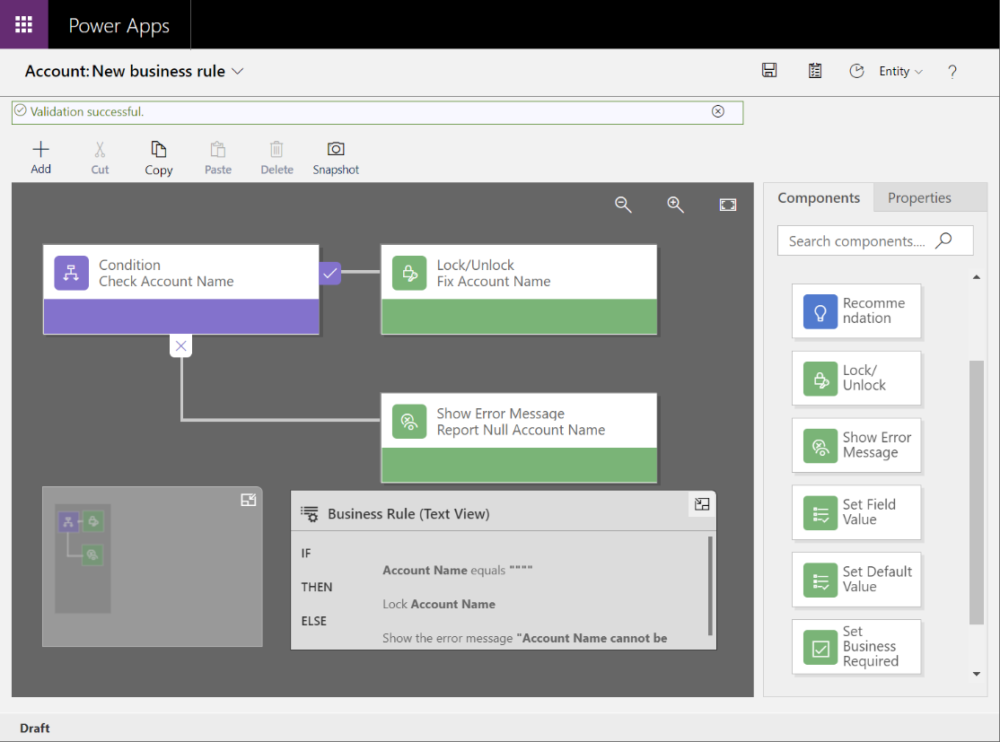 Power Apps
Account: New business rule
Entity
?
Validation successful.
Add
Cut
Copy
Paste
Delete
Snapshot
Condition
Check Account Name
Lock/Unlock
Fix Account Name
Show Error Message
Report Null Account Name
Business Rule (Text View)
IF
Account Name equals """"
THEN
Lock Account Name
ELSE
Show the error message "Account Name cannot be
Components
Properties
Search components....
Recomme
ndation
Lock/
Unlock
Show Error
Message
Set Field
Value
Set Default
Value
Set
Business
Required
Draft